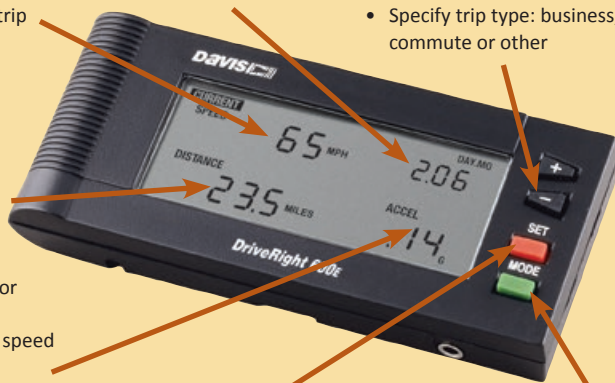 trip
• Specify trip type: business
commute or other
DAVIS
CURRENT
SPEED
65 MPH
DAY.MO
2.06
+
−
DISTANCE
23.5 MILES
ACCEL
14 G
SET
MODE
DriveRight
or
speed